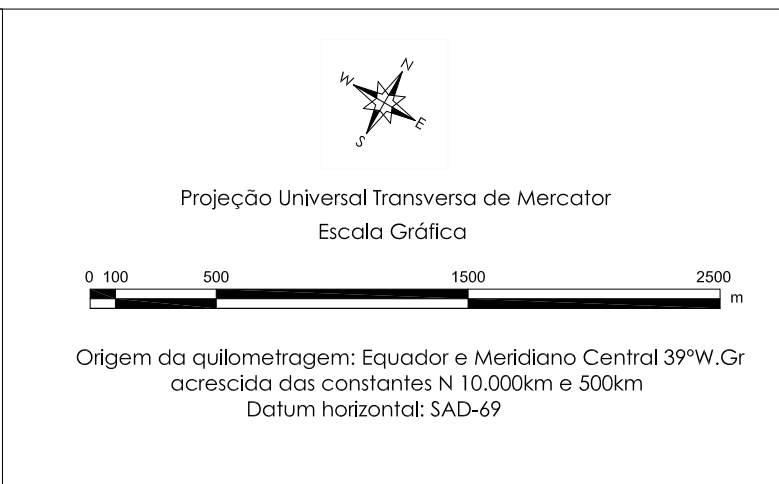 N
W
E
S
Projeção Universal Transversa de Mercator
Escala Gráfica
0 100 500 1500 2500
m
Origem da quilometragem: Equador e Meridiano Central 39ºW.Gr
acrescida das constantes N 10.000km e 500km
Datum horizontal: SAD-69